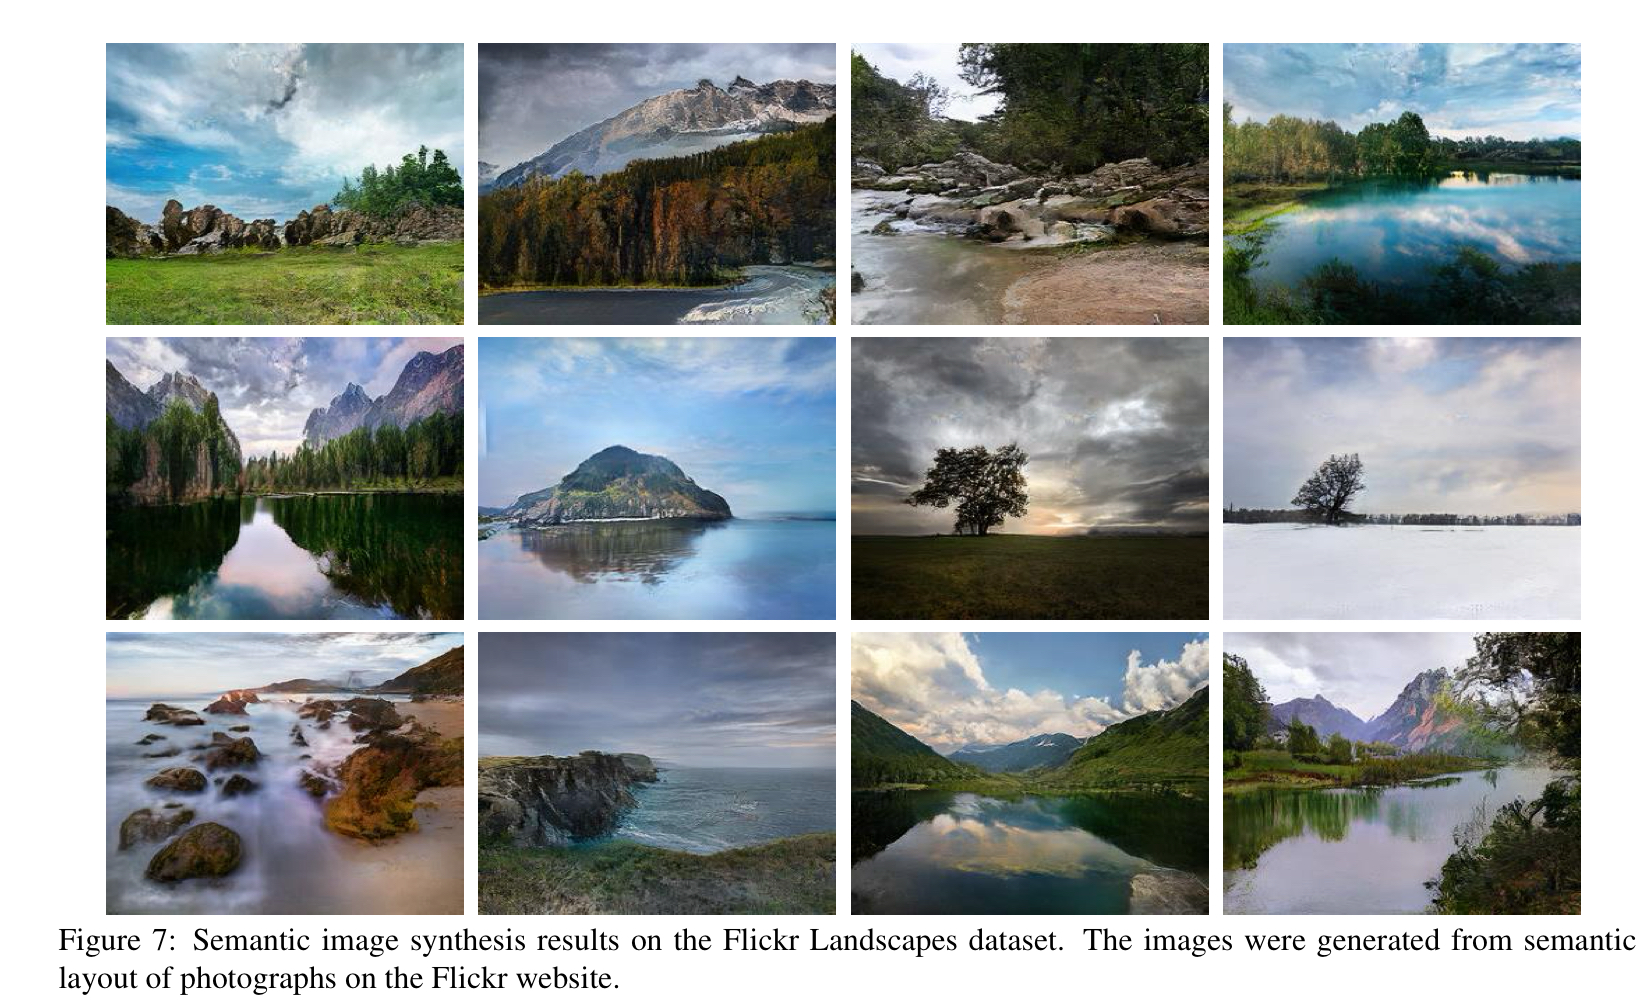 Figure 7: Semantic image synthesis results on the Flickr Landscapes dataset. The images were generated from semantic
layout of photographs on the Flickr website.